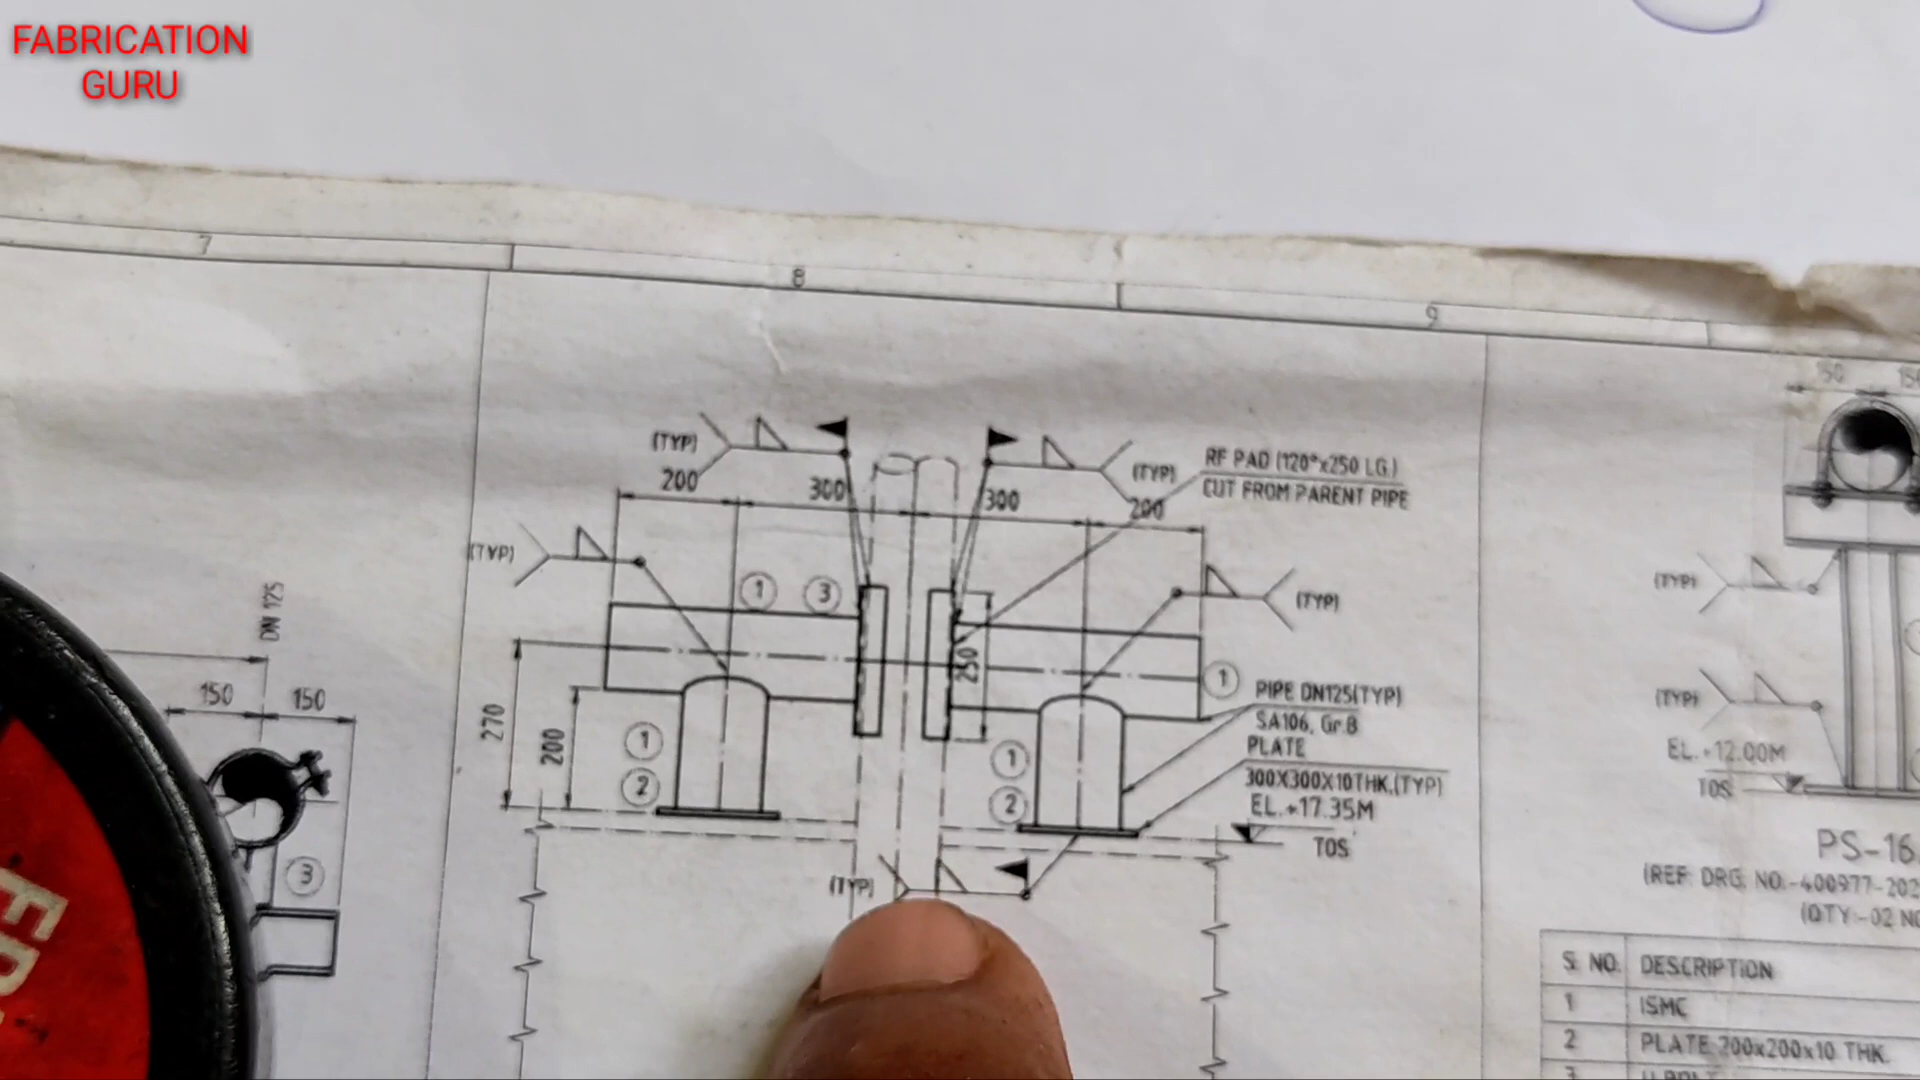 FABRICATION
GURU
7
8
9
(TYP)
200
300
300
(TYP)
200
RF PAD (120°x250 LG.)
CUT FROM PARENT PIPE
(TYP)
1
3
(TYP)
250
1
PIPE DN125(TYP)
SA106, Gr.B
PLATE
300X300X10THK.(TYP)
EL.+17.35M
TOS
270
200
1
2
1
2
(TYP)
DN 125
150
150
3
150
(TYP)
(TYP)
EL.+12.00M
TOS
PS-16
(REF. DRG. NO.-400977-202
(QTY:-02 NO
S. NO.
DESCRIPTION
1
ISMC
2
PLATE 200x200x10 THK.